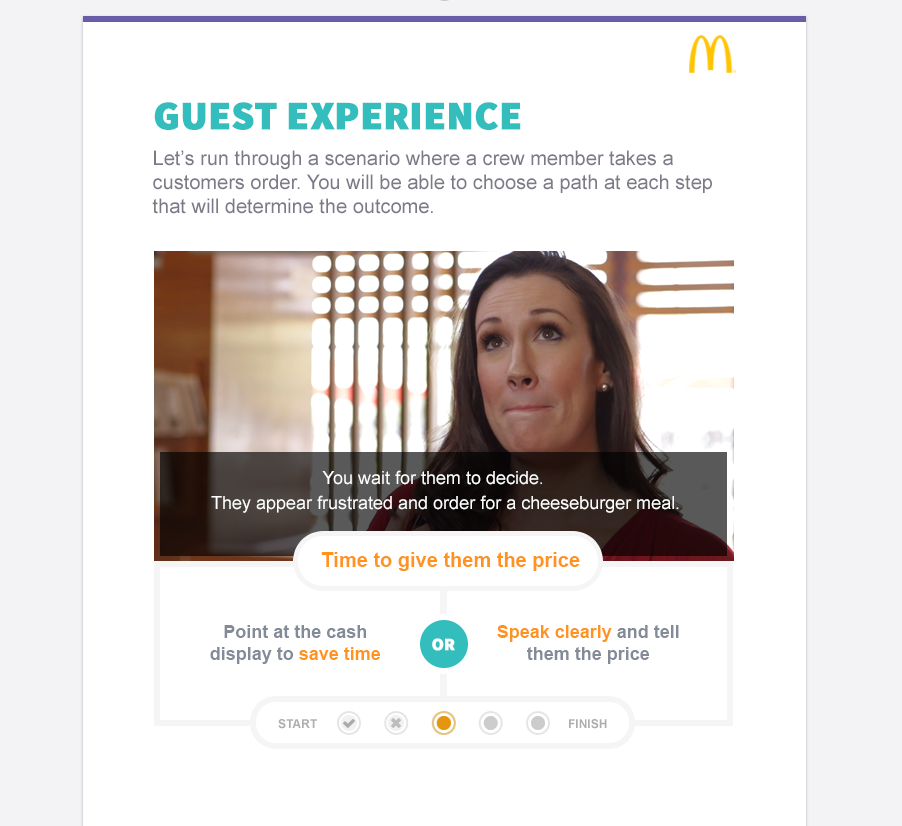 GUEST EXPERIENCE
Let's run through a scenario where a crew member takes a
customers order. You will be able to choose a path at each step
that will determine the outcome.
You wait for them to decide.
They appear frustrated and order for a cheeseburger meal.
Time to give them the price
Point at the cash
display to save time
OR
Speak clearly and tell
them the price
START
FINISH